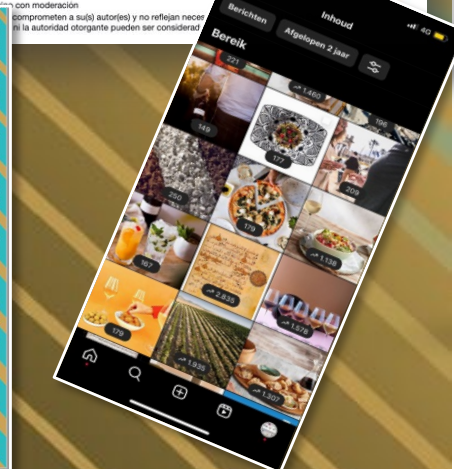 con moderación
comprometen a su(s) autor(es) y no reflejan
ni la autoridad otorgante pueden ser
Inhoud
4G
Berichten
Afgelopen 2 jaar
Bereik
221
1.460
196
149
177
209
250
179
1.138
167
2.835
1.578
179
1.935
1.307